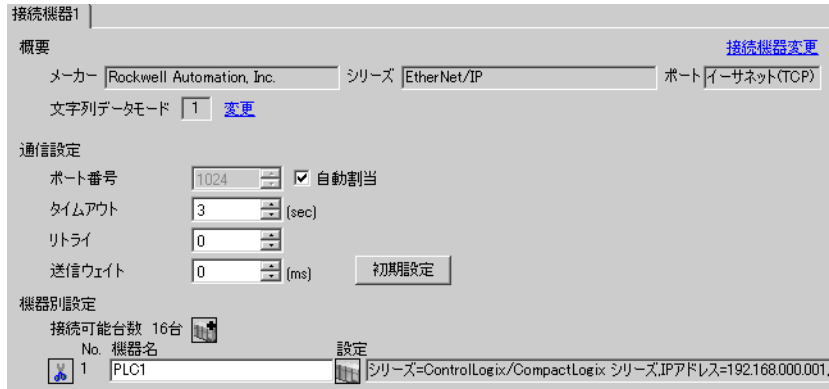 接続機器1
概要
接続機器変更
メーカー Rockwell Automation, Inc. シリーズ EtherNet/IP ポート イーサネット(TCP)
文字列データモード 1 変更
通信設定
ポート番号 1024 自動割当
タイムアウト 3 (sec)
リトライ 0
送信ウェイト 0 (ms) 初期設定
機器別設定
接続可能台数 16台
No. 機器名 設定
1 PLC1 シリーズ=ControlLogix/CompactLogix シリーズ,IPアドレス=192.168.000.001,